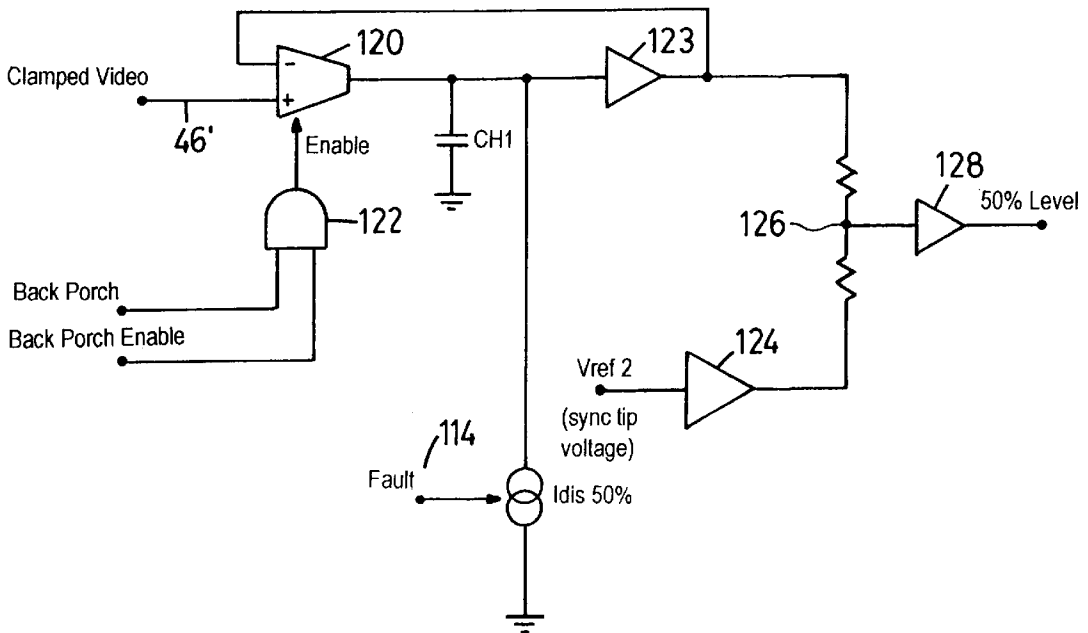 120
123
Clamped Video
-
+
46'
Enable
CH1
128
50% Level
122
126
Back Porch
Back Porch Enable
124
Vref 2
(sync tip
voltage)
114
Fault
Idis 50%